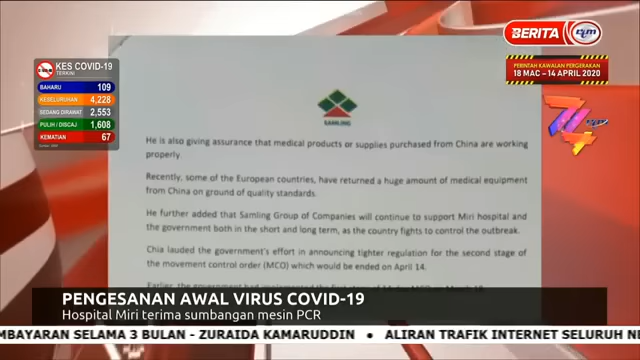 BERITA rtm
PERINTAH KAWALAN PERGERAKAN
18 MAC – 14 APRIL 2020
KES COVID-19
TERKINI
BAHARU 109
KESELURUHAN 4,228
SEDANG DIRAWAT 2,553
PULIH / DISCAJ 1,608
KEMATIAN 67
SAMLING
He is also giving assurance that medical products or supplies purchased from China are working
properly
Recently, some of the European countries, have returned a huge amount of medical equipment
from China on ground of quality standards.
He further added that Samling Group of Companies will continue to support Miri hospital and
the government both in the short and long term, as the country fights to control the outbreak.
Chia lauded the government's effort in announcing tighter regulation for the second stage of
the movement control order (MCO) which would be ended on April 14.
PENGESANAN AWAL VIRUS COVID-19
Hospital Miri terima sumbangan mesin PCR
MBAYARAN SELAMA 3 BULAN - ZURAIDA KAMARUDDIN • ALIRAN TRAFIK INTERNET SELURUH N